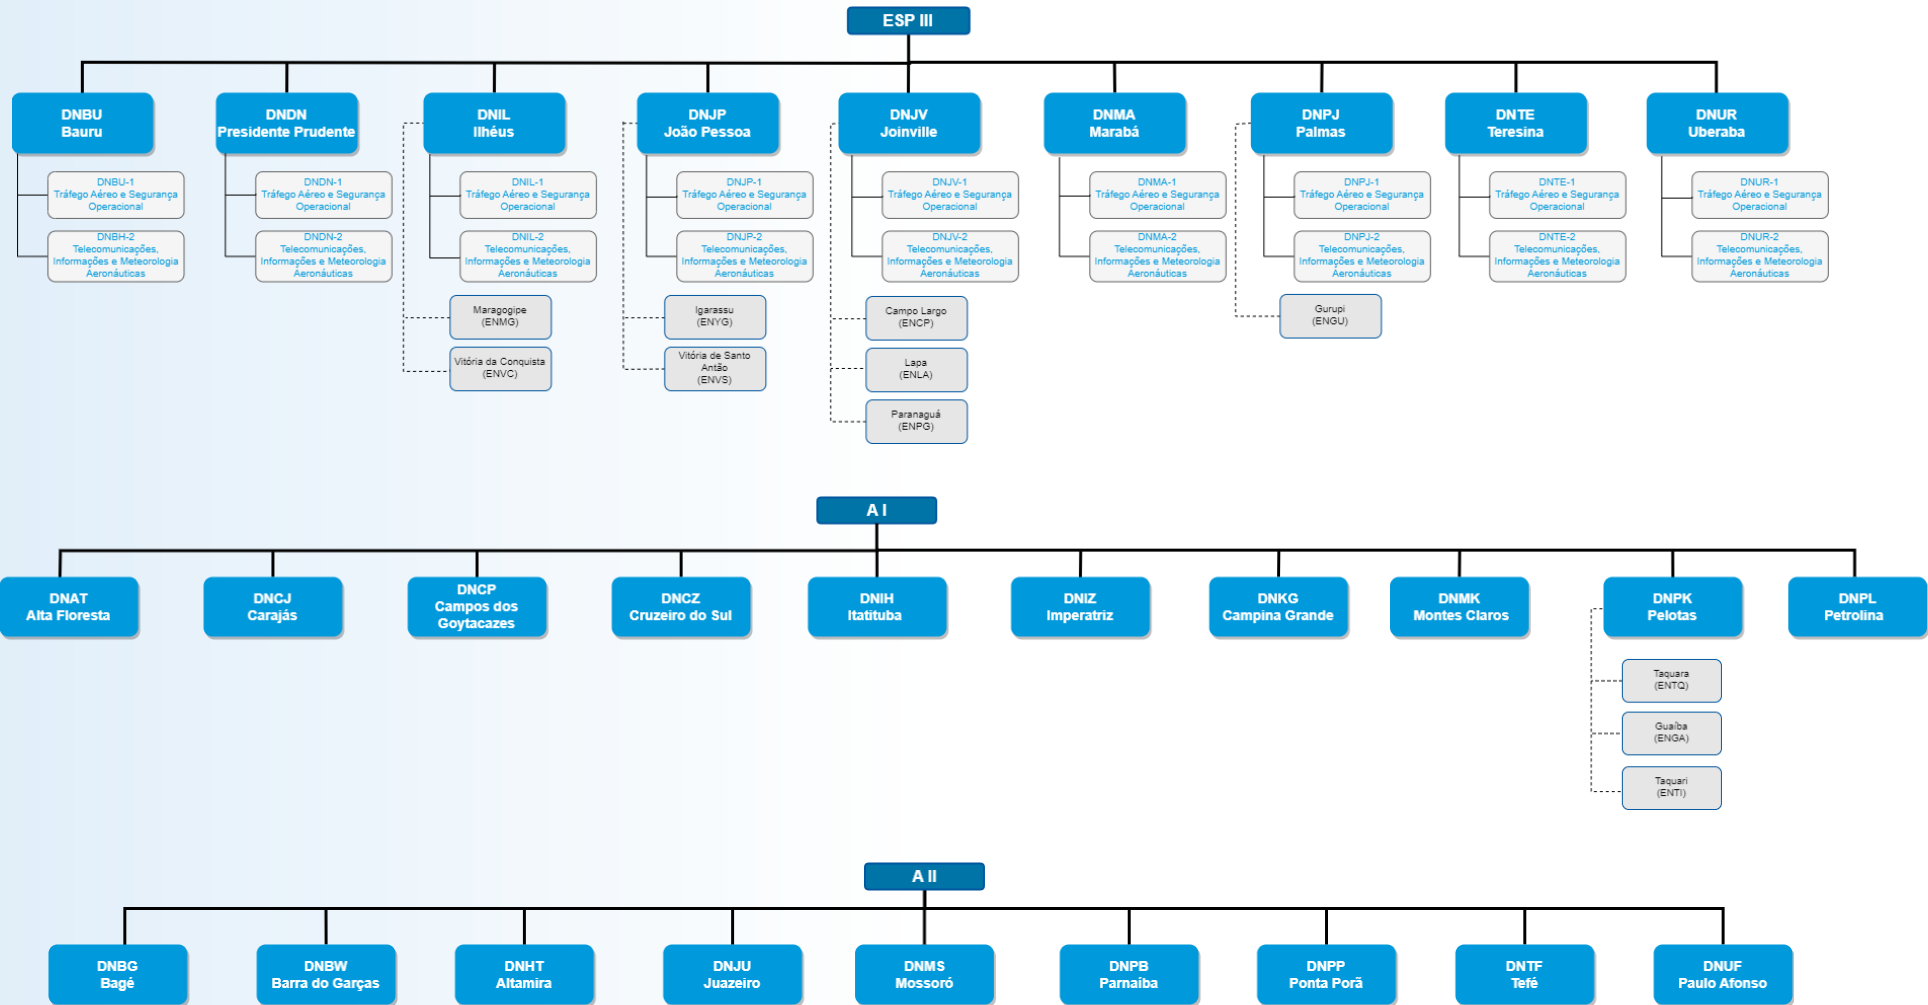 ESP III
DNBU
Bauru
DNBU-1
Tráfego Aéreo e Segurança
Operacional
DNBH-2
Telecomunicações,
Informações e Meteorologia
Aeronáuticas
DNDN
Presidente Prudente
DNDN-1
Tráfego Aéreo e Segurança
Operacional
DNDN-2
Telecomunicações,
Informações e Meteorologia
Aeronáuticas
DNIL
Ilhéus
DNIL-1
Tráfego Aéreo e Segurança
Operacional
DNIL-2
Telecomunicações,
Informações e Meteorologia
Aeronáuticas
Maragogipe
(ENMG)
Vitória da Conquista
(ENVC)
DNJP
João Pessoa
DNJP-1
Tráfego Aéreo e Segurança
Operacional
DNJP-2
Telecomunicações,
Informações e Meteorologia
Aeronáuticas
Igarassu
(ENYG)
Vitória de Santo
Antão
(ENVS)
DNJV
Joinville
DNJV-1
Tráfego Aéreo e Segurança
Operacional
DNJV-2
Telecomunicações,
Informações e Meteorologia
Aeronáuticas
Campo Largo
(ENCP)
Lapa
(ENLA)
Paranaguá
(ENPG)
DNMA
Marabá
DNMA-1
Tráfego Aéreo e Segurança
Operacional
DNMA-2
Telecomunicações,
Informações e Meteorologia
Aeronáuticas
DNPJ
Palmas
DNPJ-1
Tráfego Aéreo e Segurança
Operacional
DNPJ-2
Telecomunicações,
Informações e Meteorologia
Aeronáuticas
Gurupi
(ENGU)
DNTE
Teresina
DNTE-1
Tráfego Aéreo e Segurança
Operacional
DNTE-2
Telecomunicações,
Informações e Meteorologia
Aeronáuticas
DNUR
Uberaba
DNUR-1
Tráfego Aéreo e Segurança
Operacional
DNUR-2
Telecomunicações,
Informações e Meteorologia
Aeronáuticas
A I
DNAT
Alta Floresta
DNCJ
Carajás
DNCP
Campos dos
Goytacazes
DNCZ
Cruzeiro do Sul
DNIH
Itatituba
DNIZ
Imperatriz
DNKG
Campina Grande
DNMK
Montes Claros
DNPK
Pelotas
Taquara
(ENTQ)
Guaíba
(ENGA)
Taquari
(ENTI)
DNPL
Petrolina
A II
DNBG
Bagé
DNBW
Barra do Garças
DNHT
Altamira
DNJU
Juazeiro
DNMS
Mossoró
DNPB
Parnaíba
DNPP
Ponta Porã
DNTF
Tefé
DNUF
Paulo Afonso